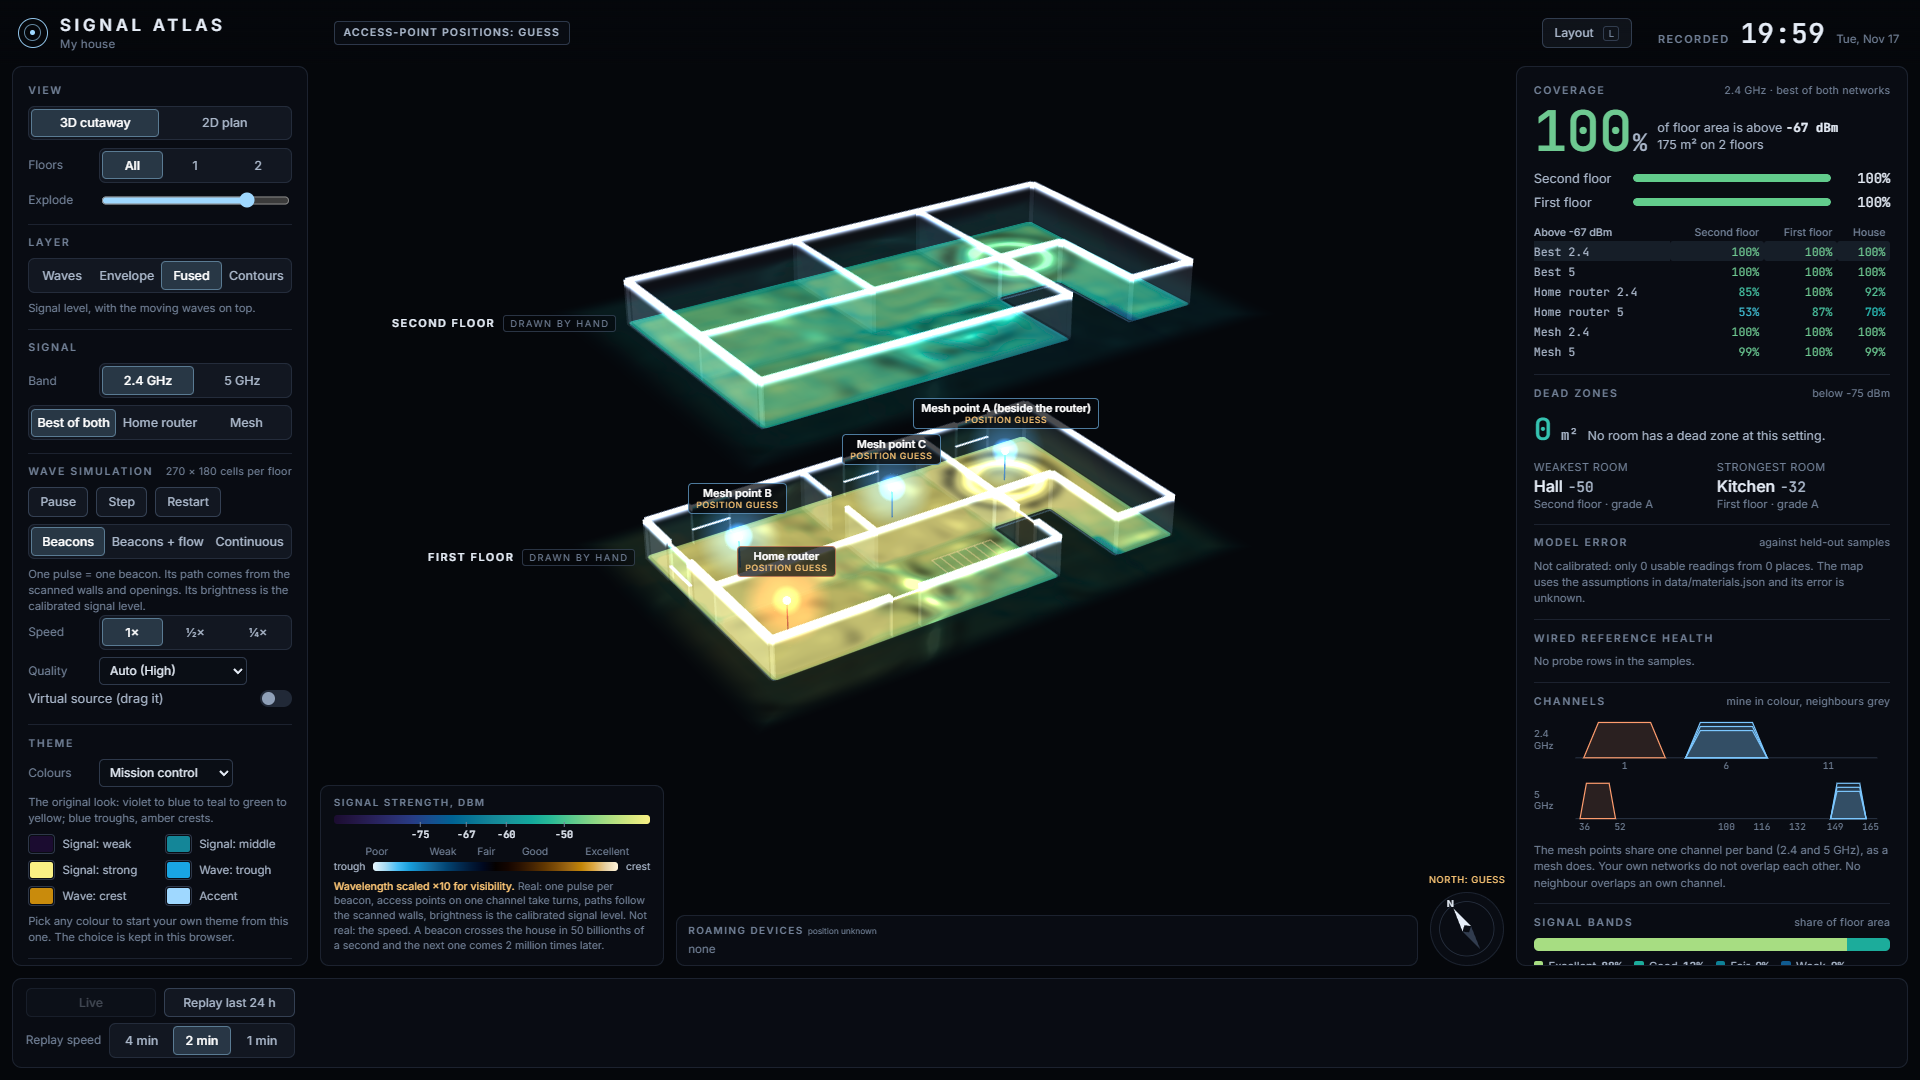 SIGNAL ATLAS
My house
ACCESS-POINT POSITIONS: GUESS
Layout L
RECORDED 19:59 Tue, Nov 17
VIEW
3D cutaway 2D plan
Floors All 1 2
Explode
LAYER
Waves Envelope Fused Contours
Signal level, with the moving waves on top.
SIGNAL
Band 2.4 GHz 5 GHz
Best of both Home router Mesh
WAVE SIMULATION 270 × 180 cells per floor
Pause Step Restart
Beacons Beacons + flow Continuous
One pulse = one beacon. Its path comes from the
scanned walls and openings. Its brightness is the
calibrated signal level.
Speed 1× ½× ¼×
Quality Auto (High)
Virtual source (drag it)
THEME
Colours Mission control
The original look: violet to blue to teal to green to
yellow; blue troughs, amber crests.
Signal: weak Signal: middle
Signal: strong Wave: trough
Wave: crest Accent
Pick any colour to start your own theme from this
one. The choice is kept in this browser.
SECOND FLOOR DRAWN BY HAND
Mesh point A (beside the router)
POSITION GUESS
Mesh point C
POSITION GUESS
Mesh point B
POSITION GUESS
Home router
POSITION GUESS
FIRST FLOOR DRAWN BY HAND
SIGNAL STRENGTH, DBM
-75 -67 -60 -50
Poor Weak Fair Good Excellent
trough crest
Wavelength scaled ×10 for visibility. Real: one pulse per
beacon, access points on one channel take turns, paths follow
the scanned walls, brightness is the calibrated signal level. Not
real: the speed. A beacon crosses the house in 50 billionths of
a second and the next one comes 2 million times later.
ROAMING DEVICES position unknown
none
NORTH: GUESS
N
COVERAGE 2.4 GHz · best of both networks
100% of floor area is above -67 dBm
175 m² on 2 floors
Second floor 100%
First floor 100%
Above -67 dBm Second floor First floor House
Best 2.4 100% 100% 100%
Best 5 100% 100% 100%
Home router 2.4 85% 100% 92%
Home router 5 53% 87% 70%
Mesh 2.4 100% 100% 100%
Mesh 5 99% 100% 99%
DEAD ZONES below -75 dBm
0 m² No room has a dead zone at this setting.
WEAKEST ROOM STRONGEST ROOM
Hall -50 Kitchen -32
Second floor · grade A First floor · grade A
MODEL ERROR against held-out samples
Not calibrated: only 0 usable readings from 0 places. The map
uses the assumptions in data/materials.json and its error is
unknown.
WIRED REFERENCE HEALTH
No probe rows in the samples.
CHANNELS mine in colour, neighbours grey
2.4
GHz
1 6 11
5
GHz
36 52 100 116 132 149 165
The mesh points share one channel per band (2.4 and 5 GHz), as a
mesh does. Your own networks do not overlap each other. No
neighbour overlaps an own channel.
SIGNAL BANDS share of floor area
Live Replay last 24 h
Replay speed 4 min 2 min 1 min